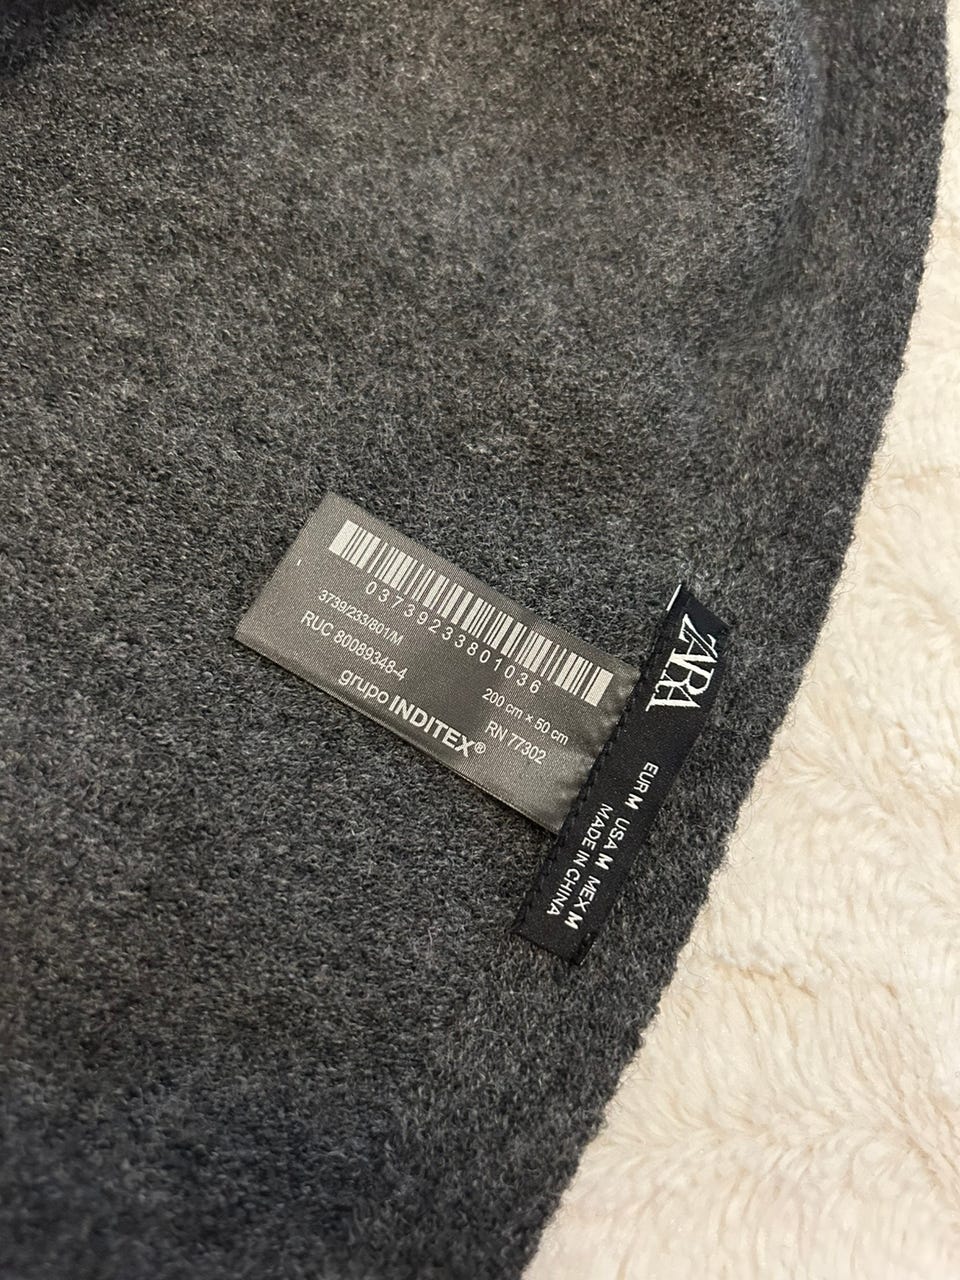 03739233801036
3739/233/801/M
200 cm × 50 cm
RUC 80089348-4
RN 77302
grupo INDITEX®
ZARA
EUR M USA M MEX M
MADE IN CHINA